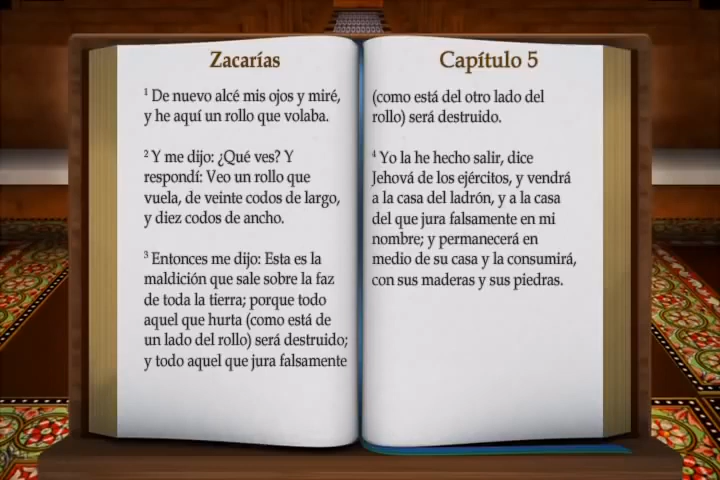 Zacarías
¹ De nuevo alcé mis ojos y miré,
y he aquí un rollo que volaba.
² Y me dijo: ¿Qué ves? Y
respondí: Veo un rollo que
vuela, de veinte codos de largo,
y diez codos de ancho.
³ Entonces me dijo: Esta es la
maldición que sale sobre la faz
de toda la tierra; porque todo
aquel que hurta (como está de
un lado del rollo) será destruido;
y todo aquel que jura falsamente
Capítulo 5
(como está del otro lado del
rollo) será destruido.
⁴ Yo la he hecho salir, dice
Jehová de los ejércitos, y vendrá
a la casa del ladrón, y a la casa
del que jura falsamente en mi
nombre; y permanecerá en
medio de su casa y la consumirá,
con sus maderas y sus piedras.